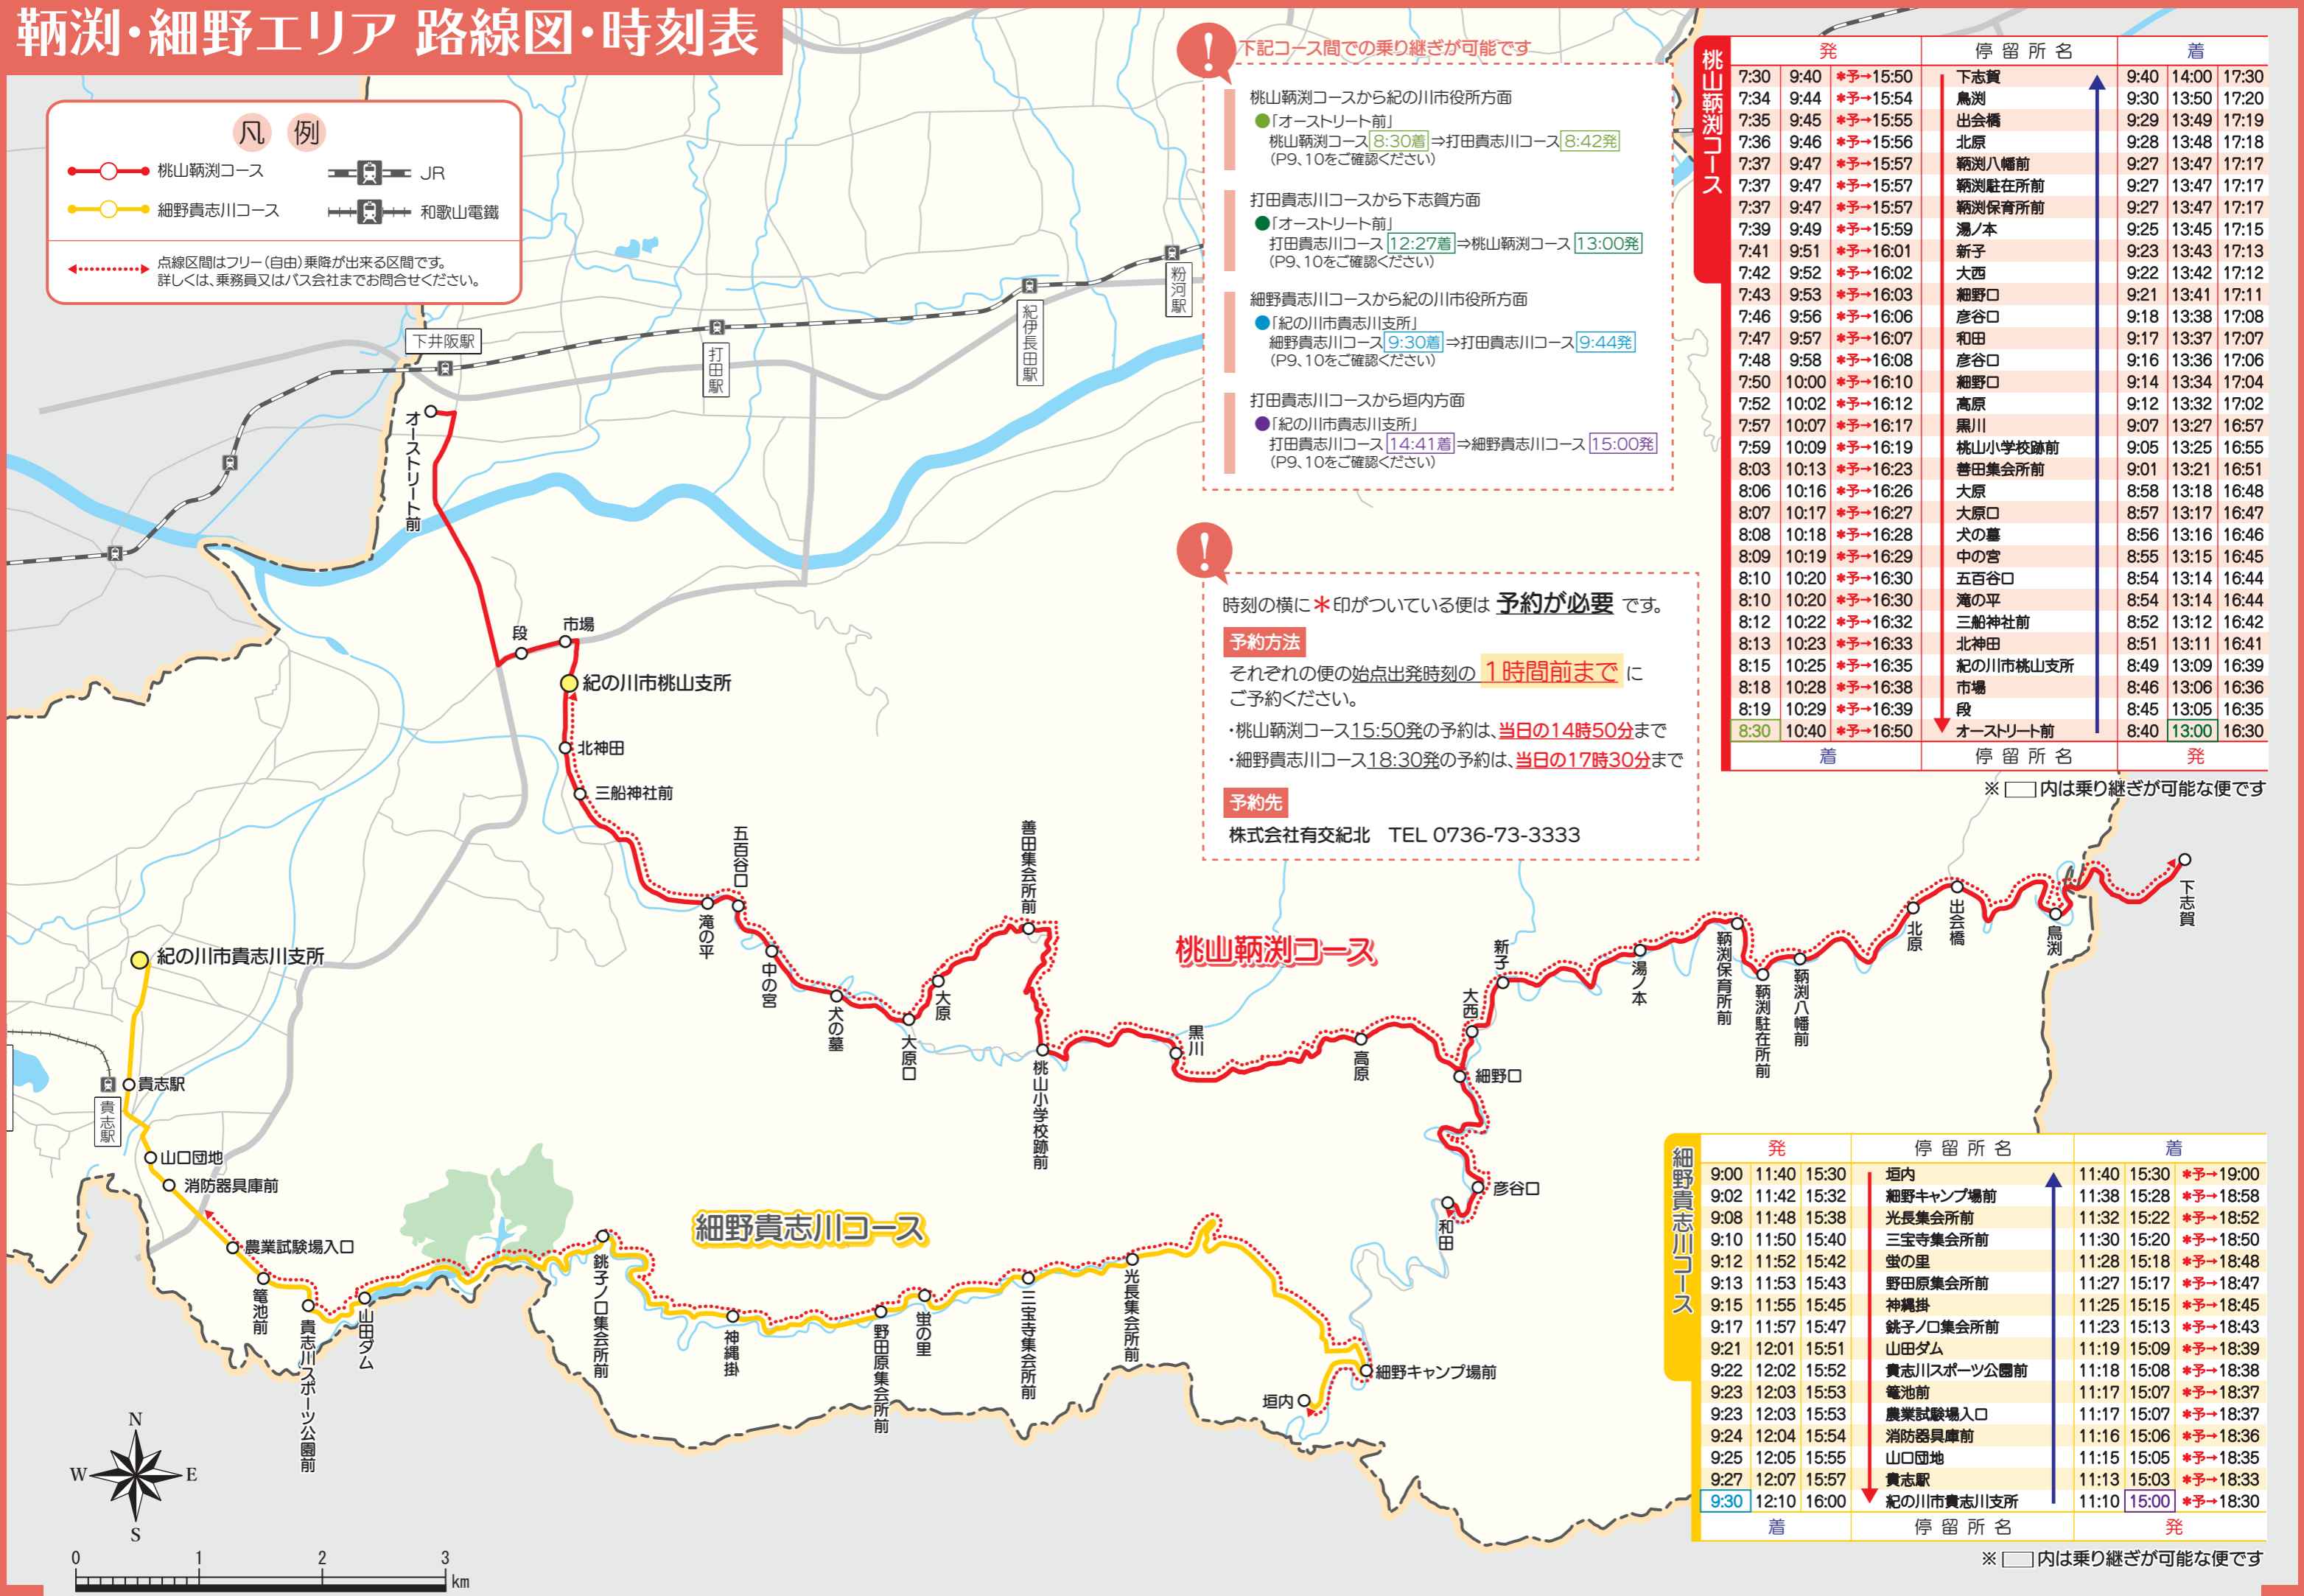 鞆渕・細野エリア 路線図・時刻表
凡 例
桃山鞆渕コース
JR
細野貴志川コース
和歌山電鐵
点線区間はフリー(自由)乗降が出来る区間です。
詳しくは、乗務員又はバス会社までお問合せください。
下記コース間での乗り継ぎが可能です
桃山鞆渕コースから紀の川市役所方面
●「オーストリート前」
桃山鞆渕コース 8:30着 ⇒打田貴志川コース 8:42発
(P9、10をご確認ください)
打田貴志川コースから下志賀方面
●「オーストリート前」
打田貴志川コース 12:27着 ⇒桃山鞆渕コース 13:00発
(P9、10をご確認ください)
細野貴志川コースから紀の川市役所方面
●「紀の川市貴志川支所」
細野貴志川コース 9:30着 ⇒打田貴志川コース 9:44発
(P9、10をご確認ください)
打田貴志川コースから垣内方面
●「紀の川市貴志川支所」
打田貴志川コース 14:41着 ⇒細野貴志川コース 15:00発
(P9、10をご確認ください)
時刻の横に＊印がついている便は 予約が必要 です。
予約方法
それぞれの便の始点出発時刻の 1時間前まで に
ご予約ください。
・桃山鞆渕コース15:50発の予約は、当日の14時50分まで
・細野貴志川コース18:30発の予約は、当日の17時30分まで
予約先
株式会社有交紀北 TEL 0736-73-3333
桃山鞆渕コース
発 停留所名 着
7:30 9:40 *予→15:50 下志賀 9:40 14:00 17:30
7:34 9:44 *予→15:54 鳥渕 9:30 13:50 17:20
7:35 9:45 *予→15:55 出会橋 9:29 13:49 17:19
7:36 9:46 *予→15:56 北原 9:28 13:48 17:18
7:37 9:47 *予→15:57 鞆渕八幡前 9:27 13:47 17:17
7:37 9:47 *予→15:57 鞆渕駐在所前 9:27 13:47 17:17
7:37 9:47 *予→15:57 鞆渕保育所前 9:27 13:47 17:17
7:39 9:49 *予→15:59 湯ノ本 9:25 13:45 17:15
7:41 9:51 *予→16:01 新子 9:23 13:43 17:13
7:42 9:52 *予→16:02 大西 9:22 13:42 17:12
7:43 9:53 *予→16:03 細野口 9:21 13:41 17:11
7:46 9:56 *予→16:06 彦谷口 9:18 13:38 17:08
7:47 9:57 *予→16:07 和田 9:17 13:37 17:07
7:48 9:58 *予→16:08 彦谷口 9:16 13:36 17:06
7:50 10:00 *予→16:10 細野口 9:14 13:34 17:04
7:52 10:02 *予→16:12 高原 9:12 13:32 17:02
7:57 10:07 *予→16:17 黒川 9:07 13:27 16:57
7:59 10:09 *予→16:19 桃山小学校跡前 9:05 13:25 16:55
8:03 10:13 *予→16:23 善田集会所前 9:01 13:21 16:51
8:06 10:16 *予→16:26 大原 8:58 13:18 16:48
8:07 10:17 *予→16:27 大原口 8:57 13:17 16:47
8:08 10:18 *予→16:28 犬の墓 8:56 13:16 16:46
8:09 10:19 *予→16:29 中の宮 8:55 13:15 16:45
8:10 10:20 *予→16:30 五百谷口 8:54 13:14 16:44
8:10 10:20 *予→16:30 滝の平 8:54 13:14 16:44
8:12 10:22 *予→16:32 三船神社前 8:52 13:12 16:42
8:13 10:23 *予→16:33 北神田 8:51 13:11 16:41
8:15 10:25 *予→16:35 紀の川市桃山支所 8:49 13:09 16:39
8:18 10:28 *予→16:38 市場 8:46 13:06 16:36
8:19 10:29 *予→16:39 段 8:45 13:05 16:35
8:30 10:40 *予→16:50 オーストリート前 8:40 13:00 16:30
着 停留所名 発
※ 内は乗り継ぎが可能な便です
下井阪駅
打田駅
紀伊長田駅
粉河駅
オーストリート前
段
市場
紀の川市桃山支所
北神田
三船神社前
五百谷口
滝の平
中の宮
犬の墓
大原口
大原
善田集会所前
桃山小学校跡前
桃山鞆渕コース
黒川
高原
細野口
大西
新子
湯ノ本
鞆渕保育所前
鞆渕駐在所前
鞆渕八幡前
北原
出会橋
鳥渕
下志賀
彦谷口
和田
紀の川市貴志川支所
貴志駅
貴志駅
山口団地
消防器具庫前
農業試験場入口
篭池前
貴志川スポーツ公園前
山田ダム
細野貴志川コース
銚子ノ口集会所前
神縄掛
野田原集会所前
蛍の里
三宝寺集会所前
光長集会所前
細野キャンプ場前
垣内
細野貴志川コース
発 停留所名 着
9:00 11:40 15:30 垣内 11:40 15:30 *予→19:00
9:02 11:42 15:32 細野キャンプ場前 11:38 15:28 *予→18:58
9:08 11:48 15:38 光長集会所前 11:32 15:22 *予→18:52
9:10 11:50 15:40 三宝寺集会所前 11:30 15:20 *予→18:50
9:12 11:52 15:42 蛍の里 11:28 15:18 *予→18:48
9:13 11:53 15:43 野田原集会所前 11:27 15:17 *予→18:47
9:15 11:55 15:45 神縄掛 11:25 15:15 *予→18:45
9:17 11:57 15:47 銚子ノ口集会所前 11:23 15:13 *予→18:43
9:21 12:01 15:51 山田ダム 11:19 15:09 *予→18:39
9:22 12:02 15:52 貴志川スポーツ公園前 11:18 15:08 *予→18:38
9:23 12:03 15:53 篭池前 11:17 15:07 *予→18:37
9:23 12:03 15:53 農業試験場入口 11:17 15:07 *予→18:37
9:24 12:04 15:54 消防器具庫前 11:16 15:06 *予→18:36
9:25 12:05 15:55 山口団地 11:15 15:05 *予→18:35
9:27 12:07 15:57 貴志駅 11:13 15:03 *予→18:33
9:30 12:10 16:00 紀の川市貴志川支所 11:10 15:00 *予→18:30
着 停留所名 発
※ 内は乗り継ぎが可能な便です
N
W E
S
0 1 2 3
km